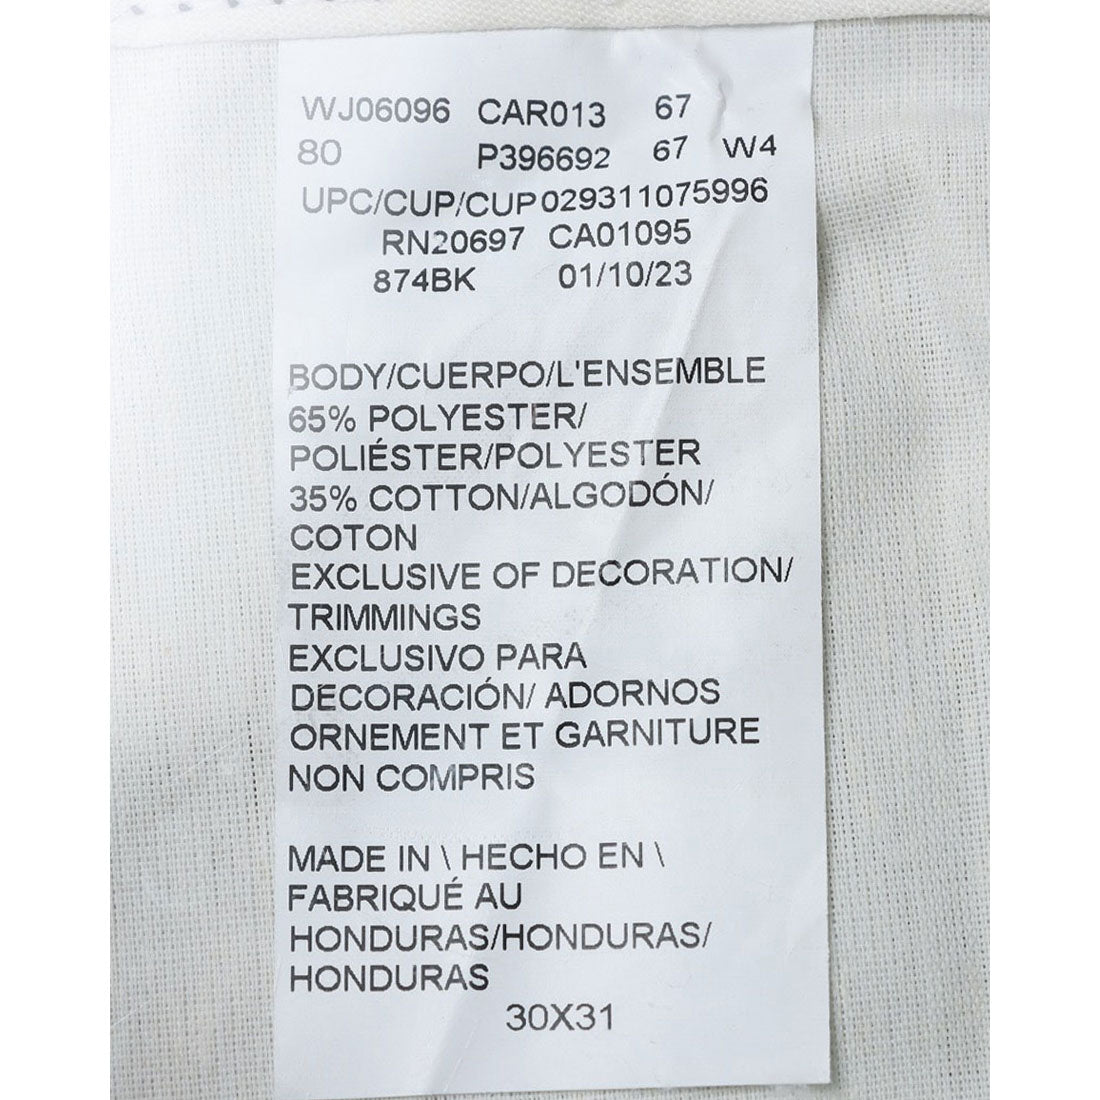 WJ06096 CAR013 67
80 P396692 67 W4
UPC/CUP/CUP 029311075996
RN20697 CA01095
874BK 01/10/23
BODY/CUERPO/L'ENSEMBLE
65% POLYESTER/
POLIÉSTER/POLYESTER
35% COTTON/ALGODÓN/
COTON
EXCLUSIVE OF DECORATION/
TRIMMINGS
EXCLUSIVO PARA
DECORACIÓN/ ADORNOS
ORNEMENT ET GARNITURE
NON COMPRIS
MADE IN \ HECHO EN \
FABRIQUÉ AU
HONDURAS/HONDURAS/
HONDURAS
30X31